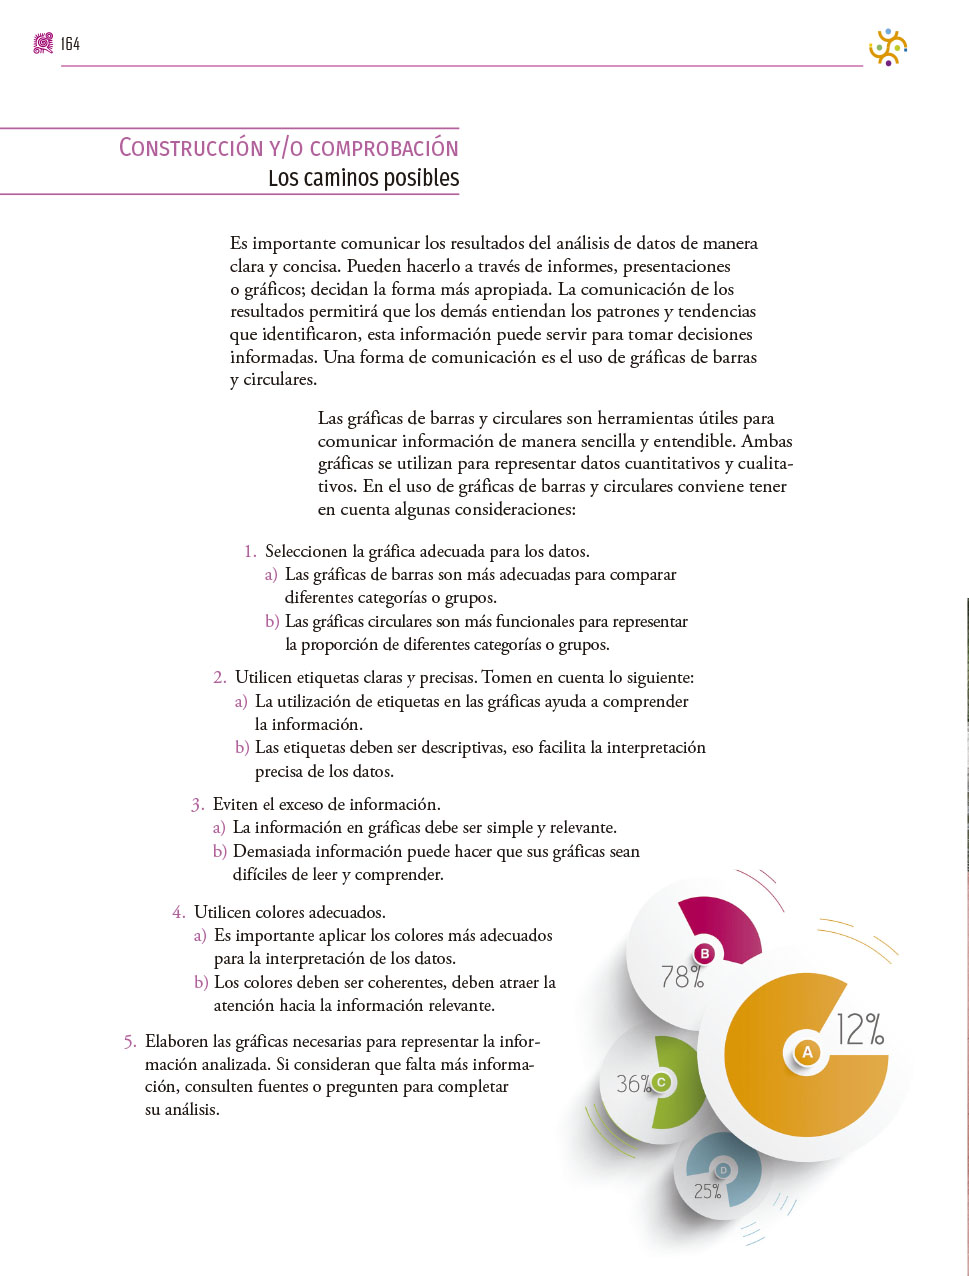 164
Construcción y/o comprobación
Los caminos posibles
Es importante comunicar los resultados del análisis de datos de manera
clara y concisa. Pueden hacerlo a través de informes, presentaciones
o gráficos; decidan la forma más apropiada. La comunicación de los
resultados permitirá que los demás entiendan los patrones y tendencias
que identificaron, esta información puede servir para tomar decisiones
informadas. Una forma de comunicación es el uso de gráficas de barras
y circulares.
Las gráficas de barras y circulares son herramientas útiles para
comunicar información de manera sencilla y entendible. Ambas
gráficas se utilizan para representar datos cuantitativos y cualita-
tivos. En el uso de gráficas de barras y circulares conviene tener
en cuenta algunas consideraciones:
1. Seleccionen la gráfica adecuada para los datos.
a) Las gráficas de barras son más adecuadas para comparar
diferentes categorías o grupos.
b) Las gráficas circulares son más funcionales para representar
la proporción de diferentes categorías o grupos.
2. Utilicen etiquetas claras y precisas. Tomen en cuenta lo siguiente:
a) La utilización de etiquetas en las gráficas ayuda a comprender
la información.
b) Las etiquetas deben ser descriptivas, eso facilita la interpretación
precisa de los datos.
3. Eviten el exceso de información.
a) La información en gráficas debe ser simple y relevante.
b) Demasiada información puede hacer que sus gráficas sean
difíciles de leer y comprender.
4. Utilicen colores adecuados.
a) Es importante aplicar los colores más adecuados
para la interpretación de los datos.
b) Los colores deben ser coherentes, deben atraer la
atención hacia la información relevante.
5. Elaboren las gráficas necesarias para representar la infor-
mación analizada. Si consideran que falta más informa-
ción, consulten fuentes o pregunten para completar
su análisis.
B
78%
12%
A
36%
C
D
25%